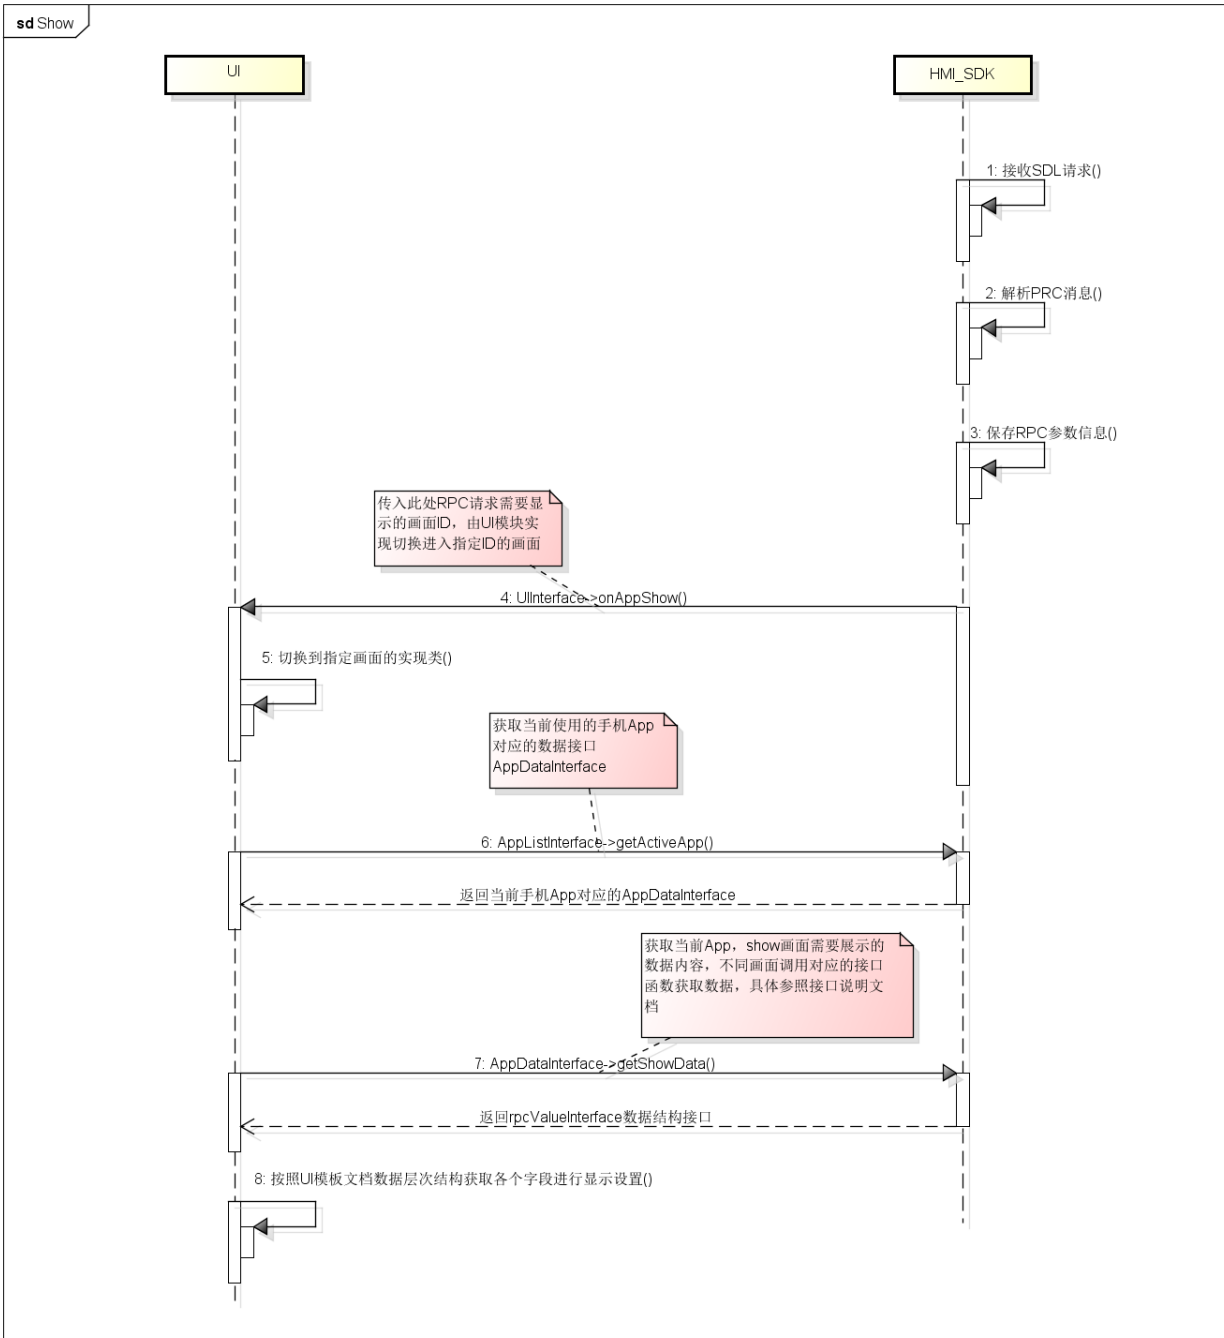 sd Show
UI
HMI_SDK
1: 接收SDL请求()
2: 解析PRC消息()
3: 保存RPC参数信息()
传入此处RPC请求需要显
示的画面ID，由UI模块实
现切换进入指定ID的画面
4: UIInterface->onAppShow()
5: 切换到指定画面的实现类()
获取当前使用的手机App
对应的数据接口
AppDataInterface
6: AppListInterface->getActiveApp()
返回当前手机App对应的AppDataInterface
获取当前App，show画面需要展示的
数据内容，不同画面调用对应的接口
函数获取数据，具体参照接口说明文
档
7: AppDataInterface->getShowData()
返回rpcValueInterface数据结构接口
8: 按照UI模板文档数据层次结构获取各个字段进行显示设置()